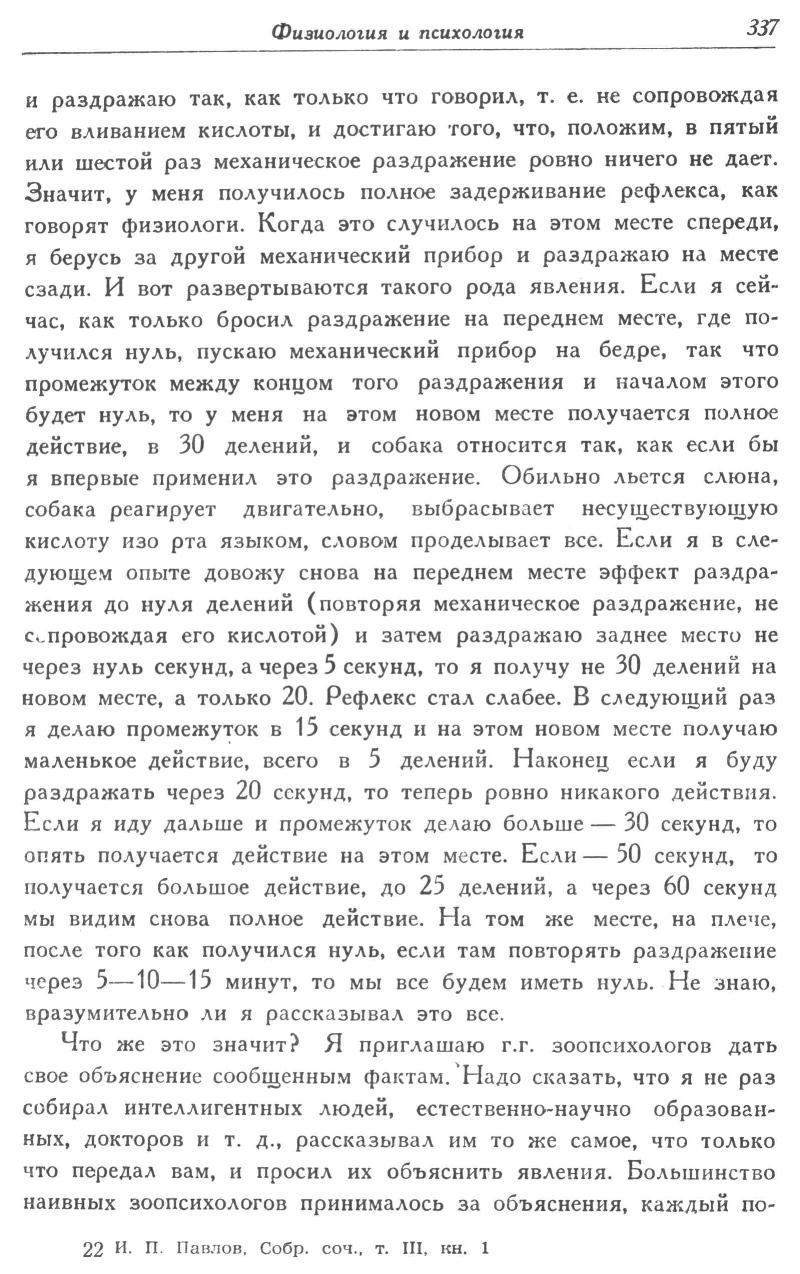 Физиология и психология 337
и раздражаю так, как только что говорил, т. е. не сопровождая
его вливанием кислоты, и достигаю того, что, положим, в пятый
или шестой раз механическое раздражение ровно ничего не дает.
Значит, у меня получилось полное задерживание рефлекса, как
говорят физиологи. Когда это случилось на этом месте спереди,
я берусь за другой механический прибор и раздражаю на месте
сзади. И вот развертываются такого рода явления. Если я сей-
час, как только бросил раздражение на переднем месте, где по-
лучился нуль, пускаю механический прибор на бедре, так что
промежуток между концом того раздражения и началом этого
будет нуль, то у меня на этом новом месте получается полное
действие, в 30 делений, и собака относится так, как если бы
я впервые применил это раздражение. Обильно льется слюна,
собака реагирует двигательно, выбрасывает несуществующую
кислоту изо рта языком, словом проделывает все. Если я в сле-
дующем опыте довожу снова на переднем месте эффект раздра-
жения до нуля делений (повторяя механическое раздражение, не
сопровождая его кислотой) и затем раздражаю заднее место не
через нуль секунд, а через 5 секунд, то я получу не 30 делений на
новом месте, а только 20. Рефлекс стал слабее. В следующий раз
я делаю промежуток в 15 секунд и на этом новом месте получаю
маленькое действие, всего в 5 делений. Наконец если я буду
раздражать через 20 секунд, то теперь ровно никакого действия.
Если я иду дальше и промежуток делаю больше — 30 секунд, то
опять получается действие на этом месте. Если — 50 секунд, то
получается большое действие, до 25 делений, а через 60 секунд
мы видим снова полное действие. На том же месте, на плече,
после того как получился нуль, если там повторять раздражение
через 5—10—15 минут, то мы все будем иметь нуль. Не знаю,
вразумительно ли я рассказывал это все.
Что же это значит? Я приглашаю г.г. зоопсихологов дать
свое объяснение сообщенным фактам. Надо сказать, что я не раз
собирал интеллигентных людей, естественно-научно образован-
ных, докторов и т. д., рассказывал им то же самое, что только
что передал вам, и просил их объяснить явления. Большинство
наивных зоопсихологов принималось за объяснения, каждый по-
22 И. П. Павлов, Собр. соч., т. III, кн. 1